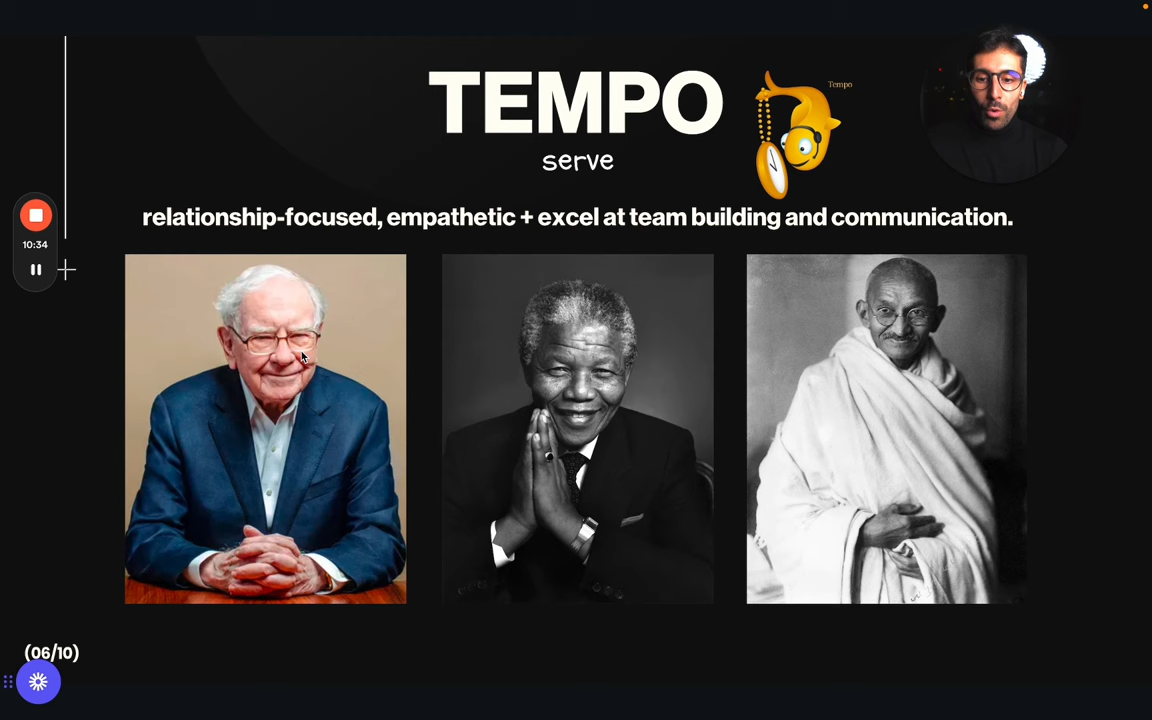 TEMPO
Tempo
serve
relationship-focused, empathetic + excel at team building and communication.
10:34
(06/10)